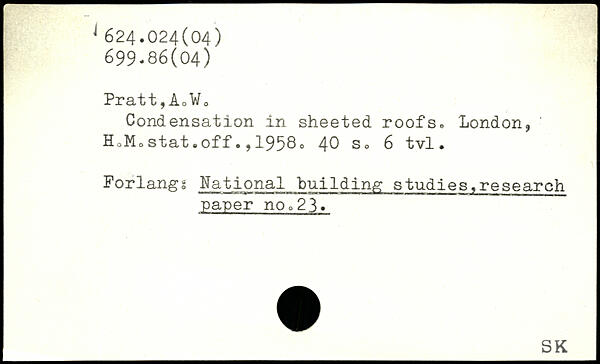 624.024(04)
699.86(04)
Pratt,A.W.
Condensation in sheeted roofs. London,
H.M.stat.off.,1958. 40 s. 6 tvl.
Forlang: National building studies,research
paper no.23.
SK